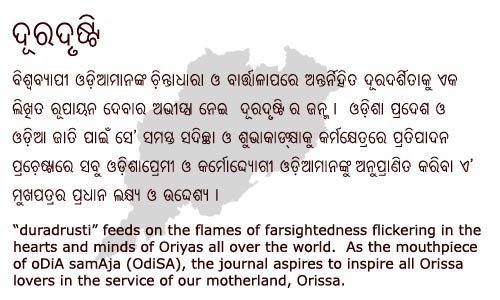 ଦୂରଦୃଷ୍ଟି
ବିଶ୍ୱବ୍ୟାପୀ ଓଡ଼ିଆମାନଙ୍କ ଚିନ୍ତାଧାରା ଓ ବାର୍ତ୍ତାଳାପରେ ଅନ୍ତର୍ନିହିତ ଦୂରଦର୍ଶିତାକୁ ଏକ
ଲିଖିତ ରୂପାୟନ ଦେବାର ଅଭୀପ୍ସା ନେଇ ଦୂରଦୃଷ୍ଟି ର ଜନ୍ମ । ଓଡ଼ିଶା ପ୍ରଦେଶ ଓ
ଓଡ଼ିଆ ଜାତି ପାଇଁ ସେ' ସମସ୍ତ ସଦିଚ୍ଛା ଓ ଶୁଭାକାଙ୍କ୍ଷାକୁ କର୍ମକ୍ଷେତ୍ରରେ ପ୍ରତିପାଦନ
ପ୍ରଚେଷ୍ଟାରେ ସବୁ ଓଡ଼ିଶାପ୍ରେମୀ ଓ କର୍ମୋଦ୍ୟୋଗୀ ଓଡ଼ିଆମାନଙ୍କୁ ଅନୁପ୍ରାଣିତ କରିବା ଏ'
ମୁଖପତ୍ରର ପ୍ରଧାନ ଲକ୍ଷ୍ୟ ଓ ଉଦ୍ଦେଶ୍ୟ ।
“duradrusti” feeds on the flames of farsightedness flickering in the
hearts and minds of Oriyas all over the world. As the mouthpiece
of oDiA samAja (OdiSA), the journal aspires to inspire all Orissa
lovers in the service of our motherland, Orissa.